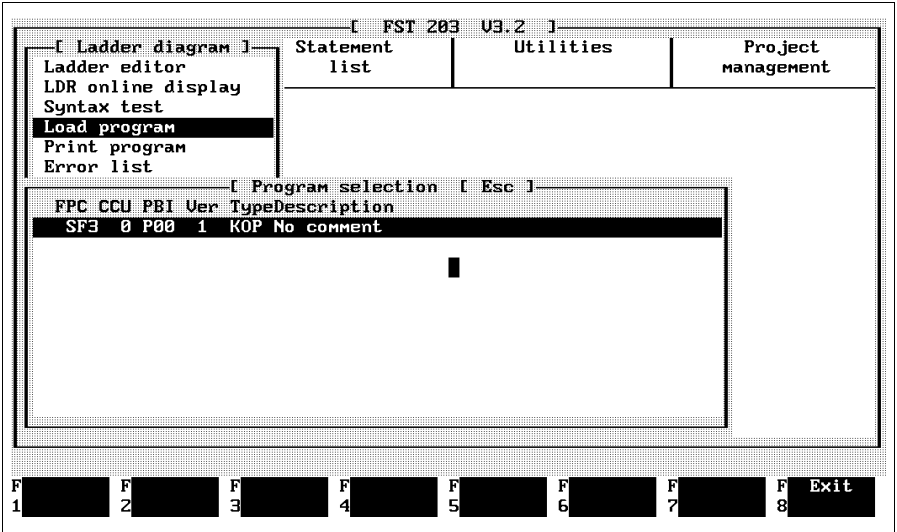 [ FST 203 V3.2 ]
[ Ladder diagram ]
Ladder editor
LDR online display
Syntax test
Load program
Print program
Error list
Statement
list
Utilities
Project
management
[ Program selection [ Esc ]
FPC CCU PBI Ver TypeDescription
SF3 0 P00 1 KOP No comment
F F F F F F F F Exit
1 2 3 4 5 6 7 8